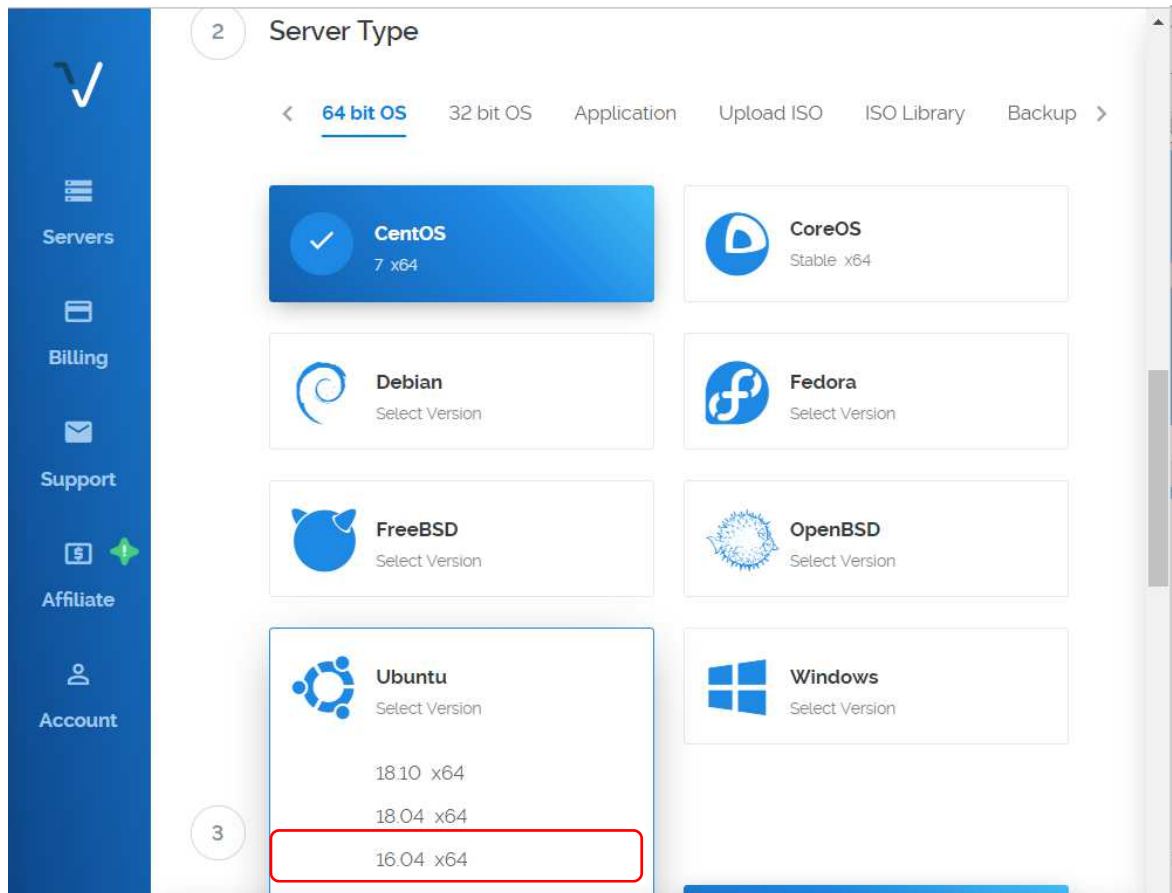 2 Server Type
64 bit OS 32 bit OS Application Upload ISO ISO Library Backup
Servers
Billing
Support
Affiliate
Account
CentOS
7 x64
CoreOS
Stable x64
Debian
Select Version
Fedora
Select Version
FreeBSD
Select Version
OpenBSD
Select Version
Ubuntu
Select Version
18.10 x64
18.04 x64
16.04 x64
Windows
Select Version
3